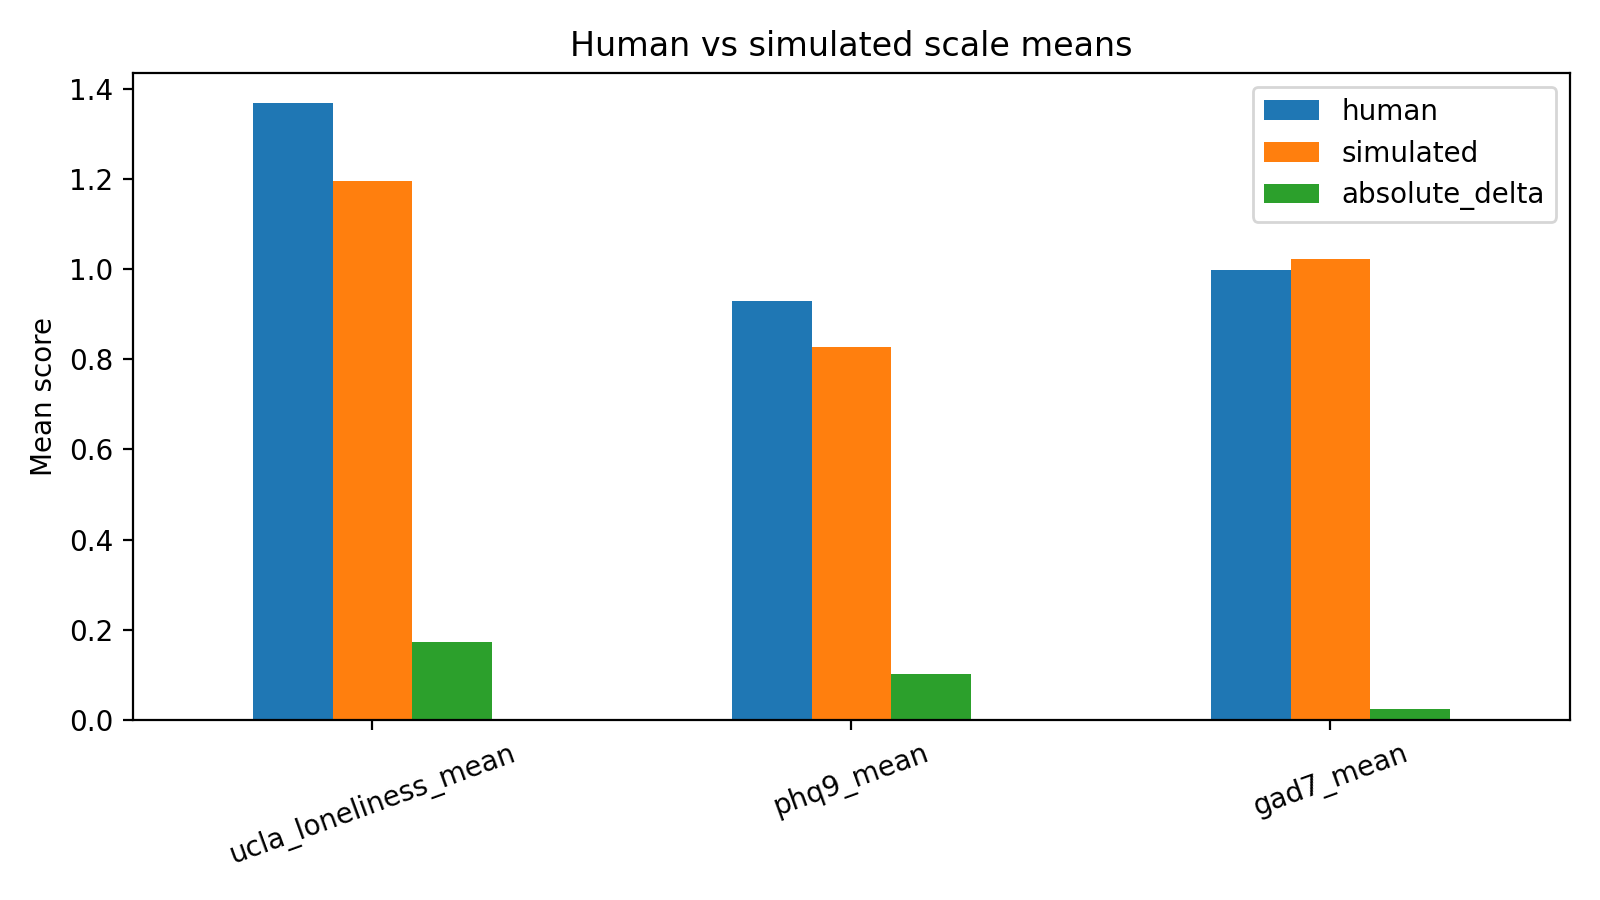 Human vs simulated scale means
human
simulated
absolute_delta
Mean score
1.4
1.2
1.0
0.8
0.6
0.4
0.2
0.0
ucla_loneliness_mean
phq9_mean
gad7_mean